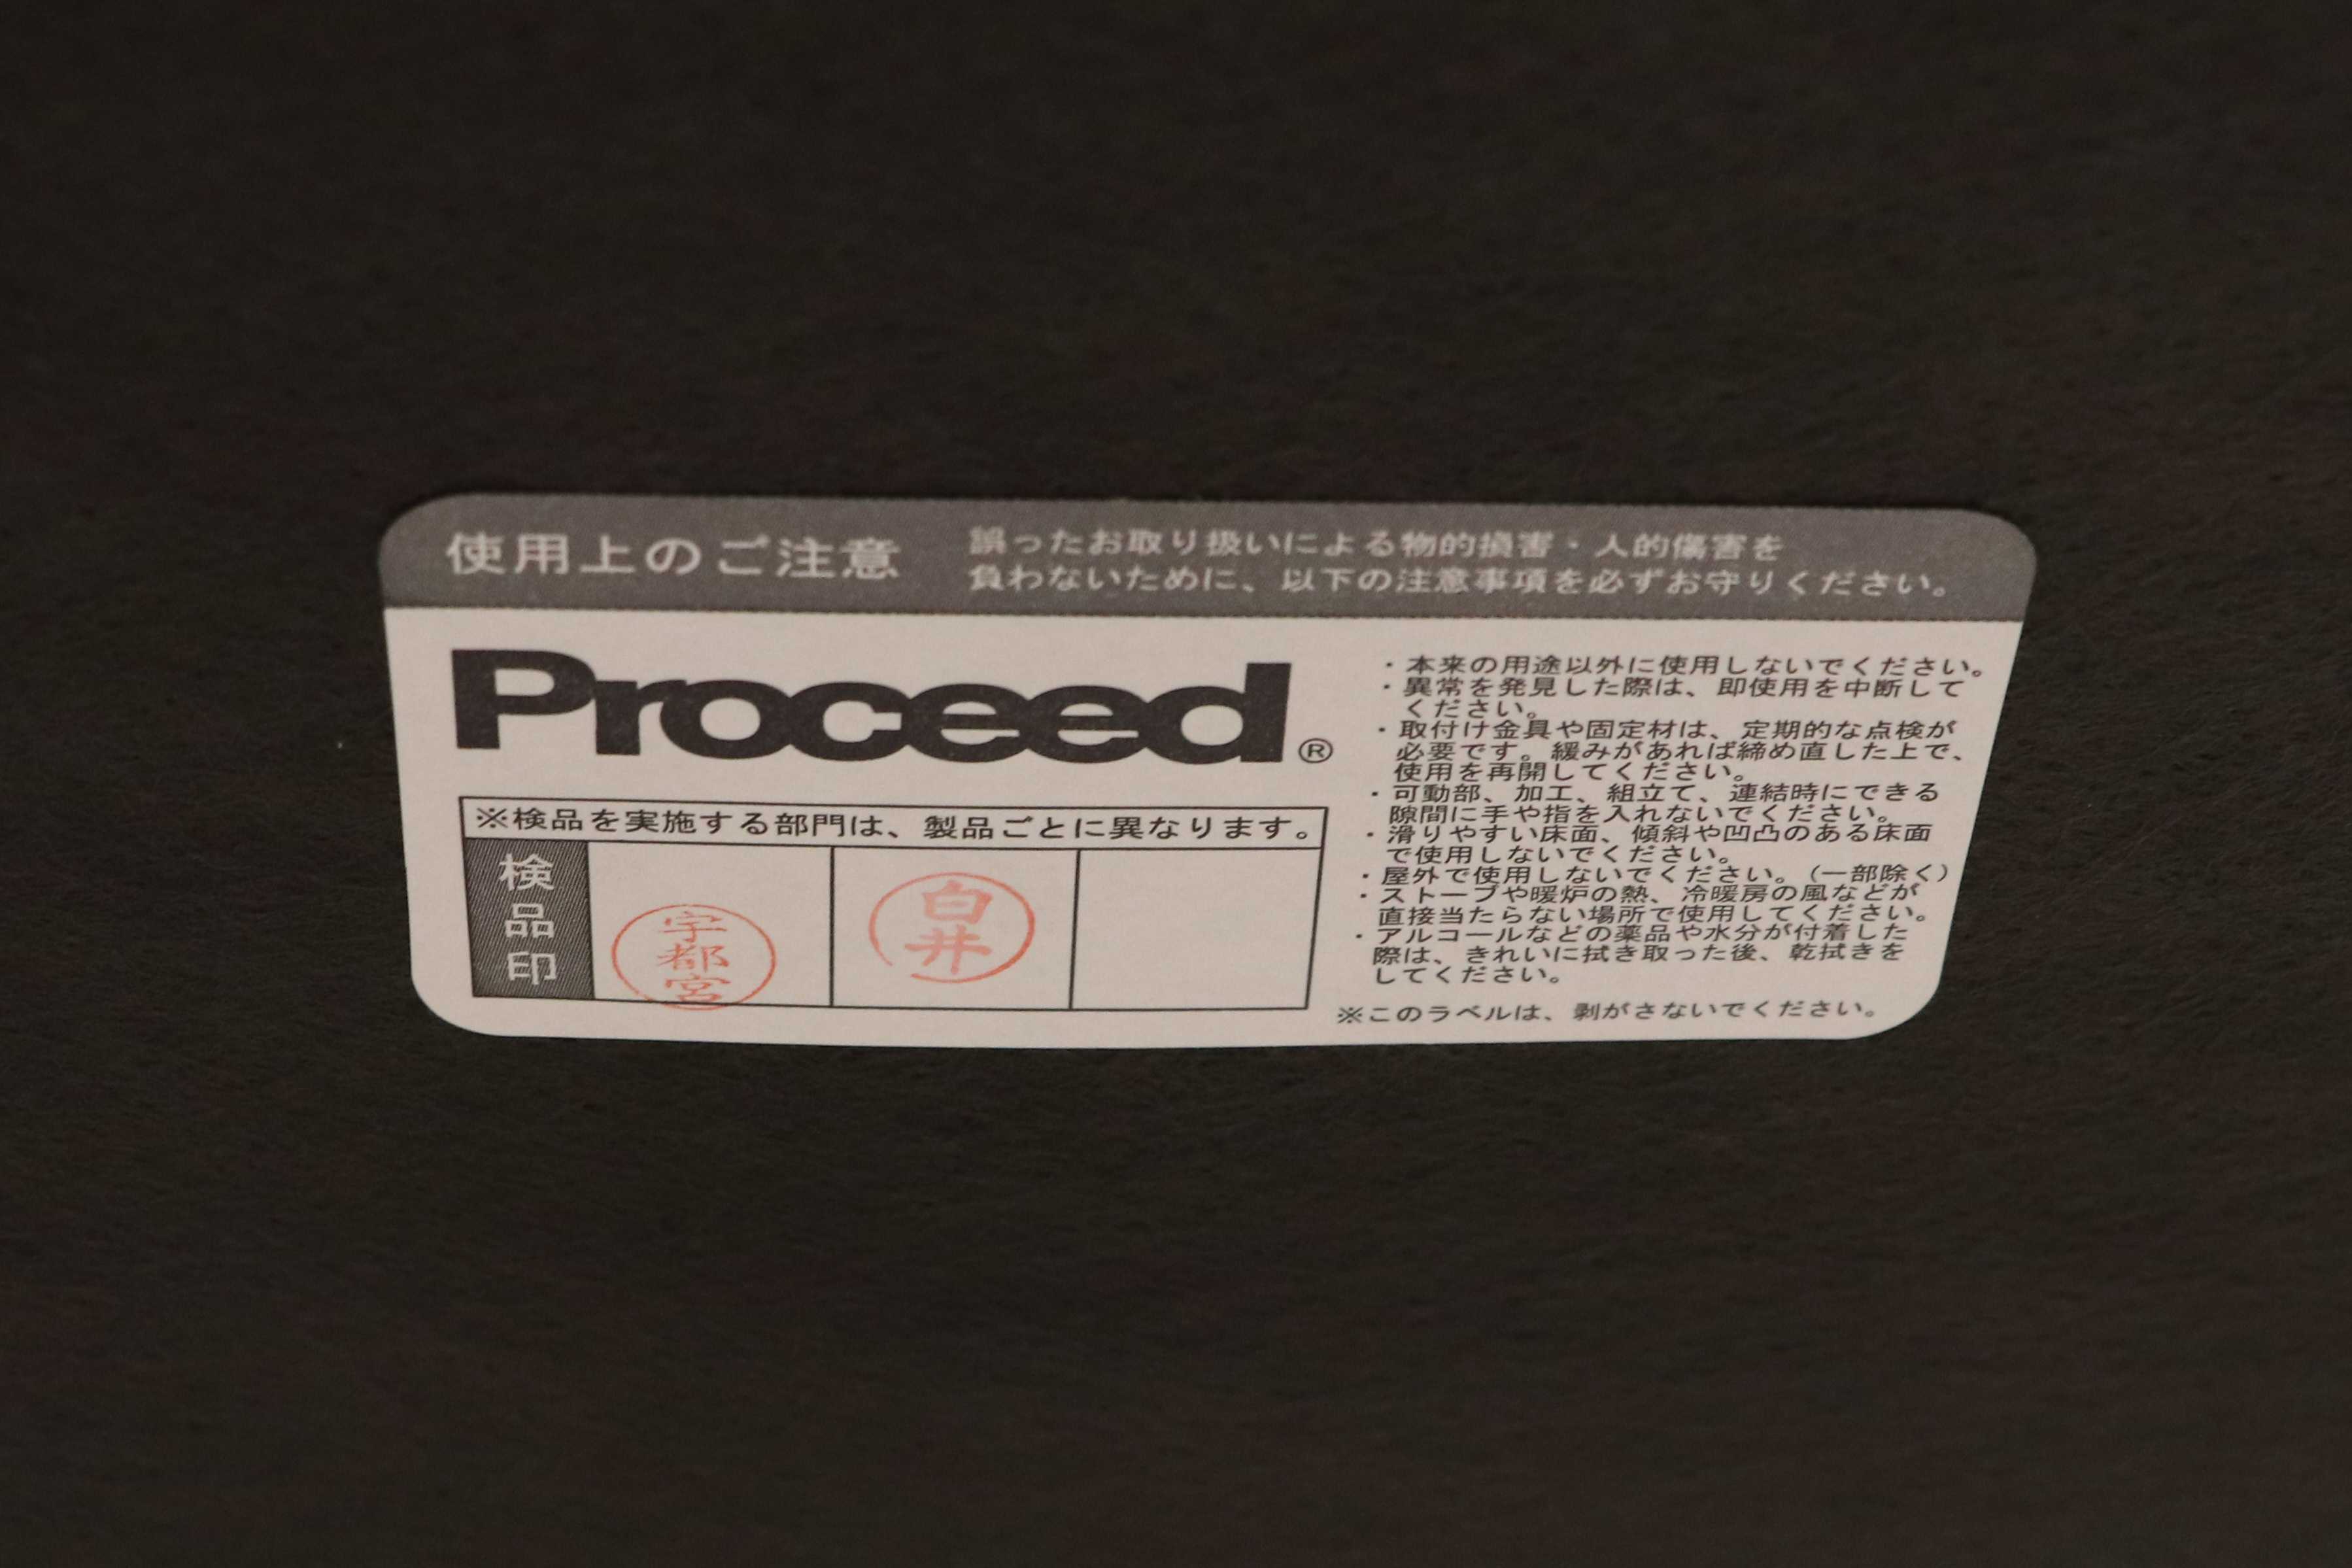 使用上のご注意
誤ったお取り扱いによる物的損害・人的傷害を
負わないために、以下の注意事項を必ずお守りください。
Proceed®
※検品を実施する部門は、製品ごとに異なります。
検品印
宇都宮
白井
・本来の用途以外に使用しないでください。
・異常を発見した際は、即使用を中断して
ください。
・取付け金具や固定材は、定期的な点検が
必要です。緩みがあれば締め直した上で、
使用を再開してください。
・可動部、加工、組立て、連結時にできる
隙間に手や指を入れないでください。
・滑りやすい床面、傾斜や凹凸のある床面
で使用しないでください。
・屋外で使用しないでください。(一部除く)
・ストーブや暖炉の熱、冷暖房の風などが
直接当たらない場所で使用してください。
・アルコールなどの薬品や水分が付着した
際は、きれいに拭き取った後、乾拭きを
してください。
※このラベルは、剥がさないでください。